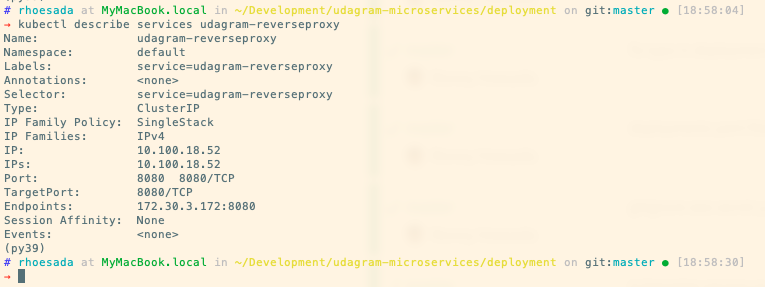 # rhoesada at MyMacBook.local in ~/Development/udagram-microservices/deployment on git:master ● [18:58:04]
→ kubectl describe services udagram-reverseproxy
Name: udagram-reverseproxy
Namespace: default
Labels: service=udagram-reverseproxy
Annotations: <none>
Selector: service=udagram-reverseproxy
Type: ClusterIP
IP Family Policy: SingleStack
IP Families: IPv4
IP: 10.100.18.52
IPs: 10.100.18.52
Port: 8080 8080/TCP
TargetPort: 8080/TCP
Endpoints: 172.30.3.172:8080
Session Affinity: None
Events: <none>
(py39)
# rhoesada at MyMacBook.local in ~/Development/udagram-microservices/deployment on git:master ● [18:58:30]
→